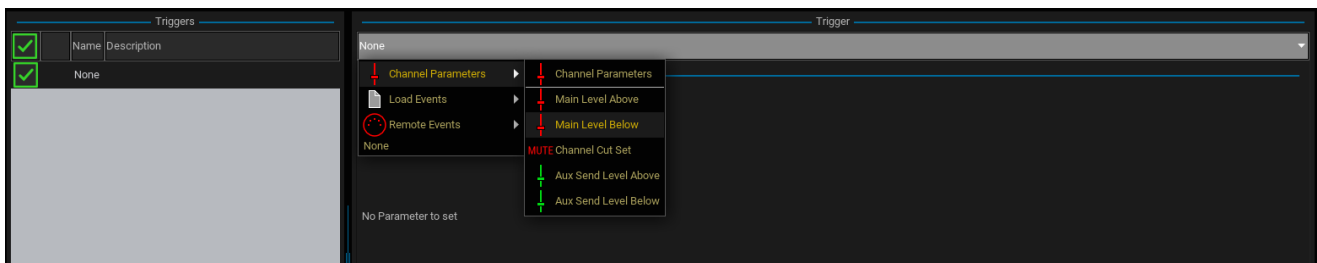 Triggers
Trigger
Name Description
None
None
Channel Parameters
Load Events
Remote Events
None
Channel Parameters
Main Level Above
Main Level Below
MUTE Channel Cut Set
Aux Send Level Above
Aux Send Level Below
No Parameter to set